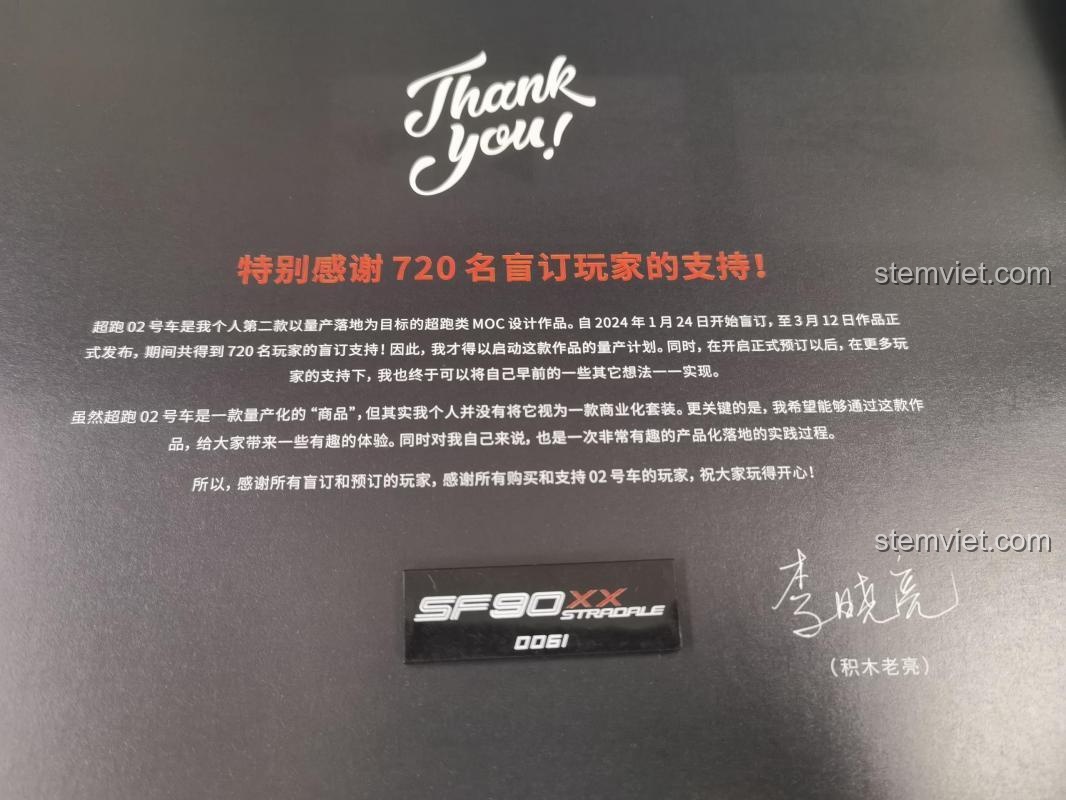 Thank
you!
特别感谢 720 名盲订玩家的支持！
stemviet.com
超跑 02 号车是我个人第二款以量产落地为目标的超跑类 MOC 设计作品。自 2024 年 1 月 24 日开始盲订，至 3 月 12 日作品正
式发布，期间共得到 720 名玩家的盲订支持！因此，我才得以启动这款作品的量产计划。同时，在开启正式预订以后，在更多玩
家的支持下，我也终于可以将自己早前的一些其它想法一一实现。
虽然超跑 02 号车是一款量产化的“商品”，但其实我个人并没有将它视为一款商业化套装。更关键的是，我希望能够通过这款作
品，给大家带来一些有趣的体验。同时对我自己来说，也是一次非常有趣的产品化落地的实践过程。
所以，感谢所有盲订和预订的玩家，感谢所有购买和支持 02 号车的玩家，祝大家玩得开心！
stemviet.com
SF90XX
STRADALE
0061
李晓亮
（积木老亮）